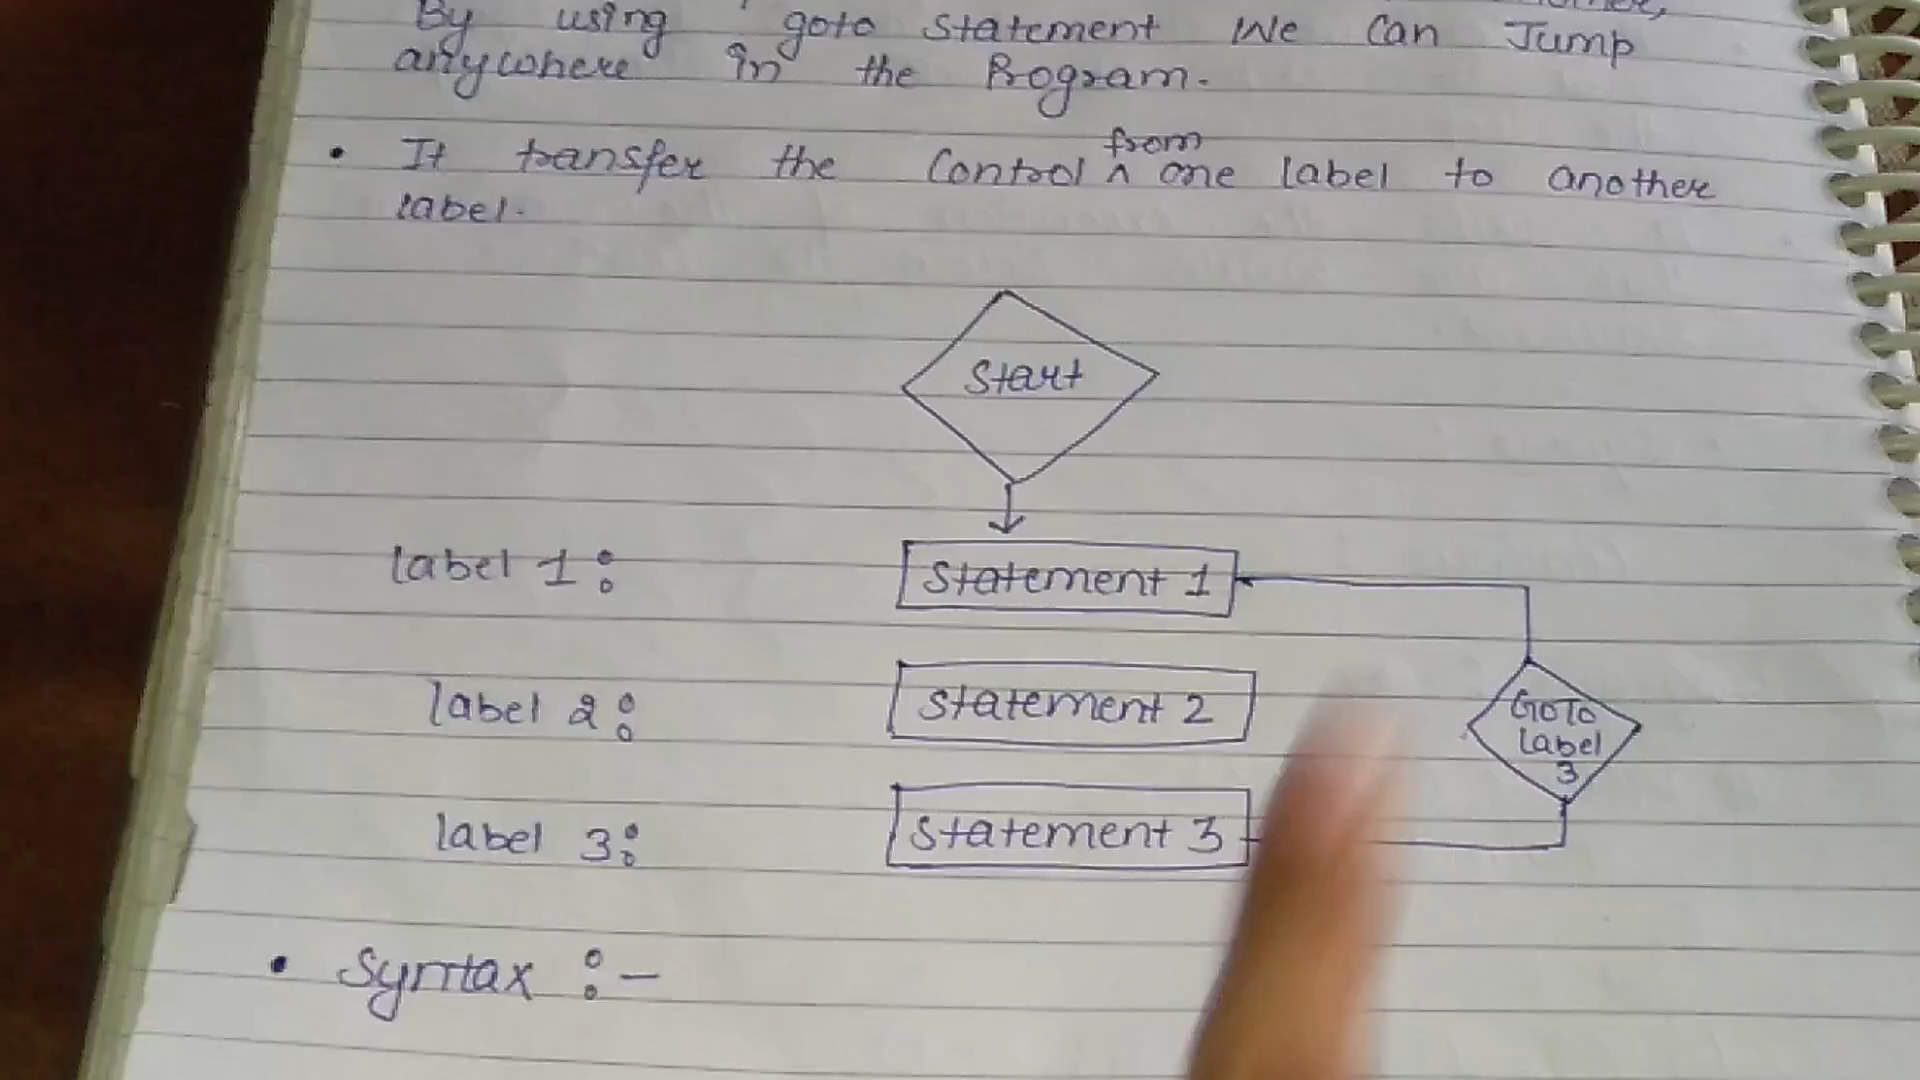 By using goto statement We Can Jump
anywhere in the Program.
• It transfer the Control ^ from one label to another
label.
Start
label 1:
Statement 1
label 2:
Statement 2
GoTo
Label
3
label 3:
Statement 3
• Syntax :-